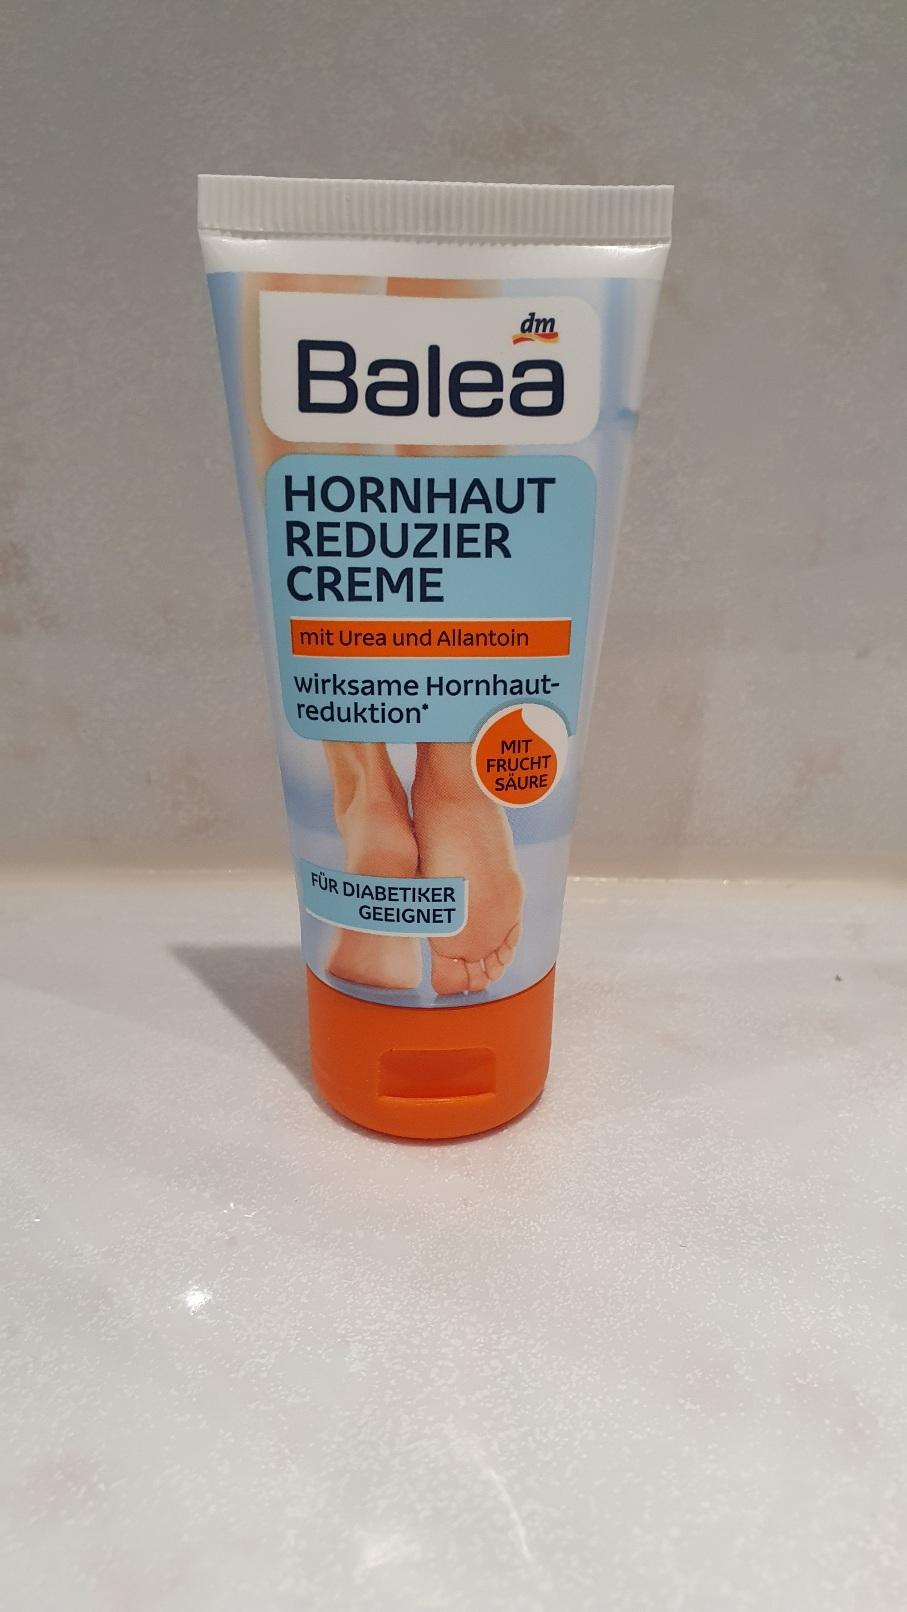 dm
Balea
HORNHAUT
REDUZIER
CREME
mit Urea und Allantoin
wirksame Hornhaut-
reduktion*
MIT
FRUCHT
SÄURE
FÜR DIABETIKER
GEEIGNET